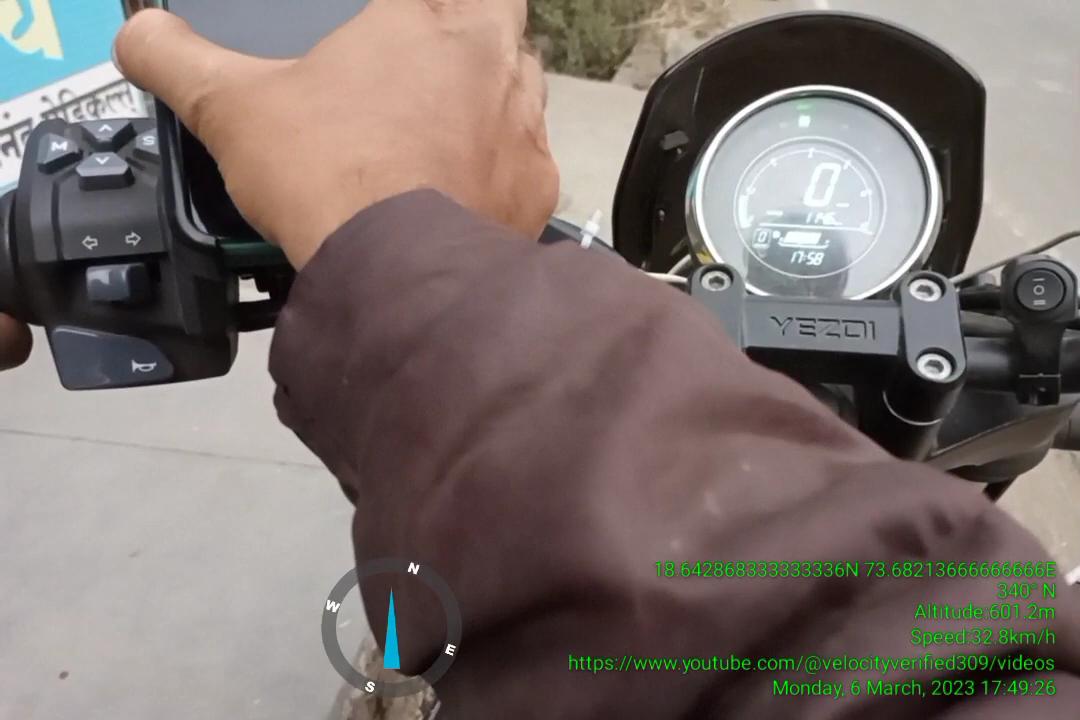 M
S
0
0
17:58
YEZDI
N
W
E
S
18.642868333333336N 73.68213666666666E
340° N
Altitude:601.2m
Speed:32.8km/h
https://www.youtube.com/@velocityverified309/videos
Monday, 6 March, 2023 17:49:26